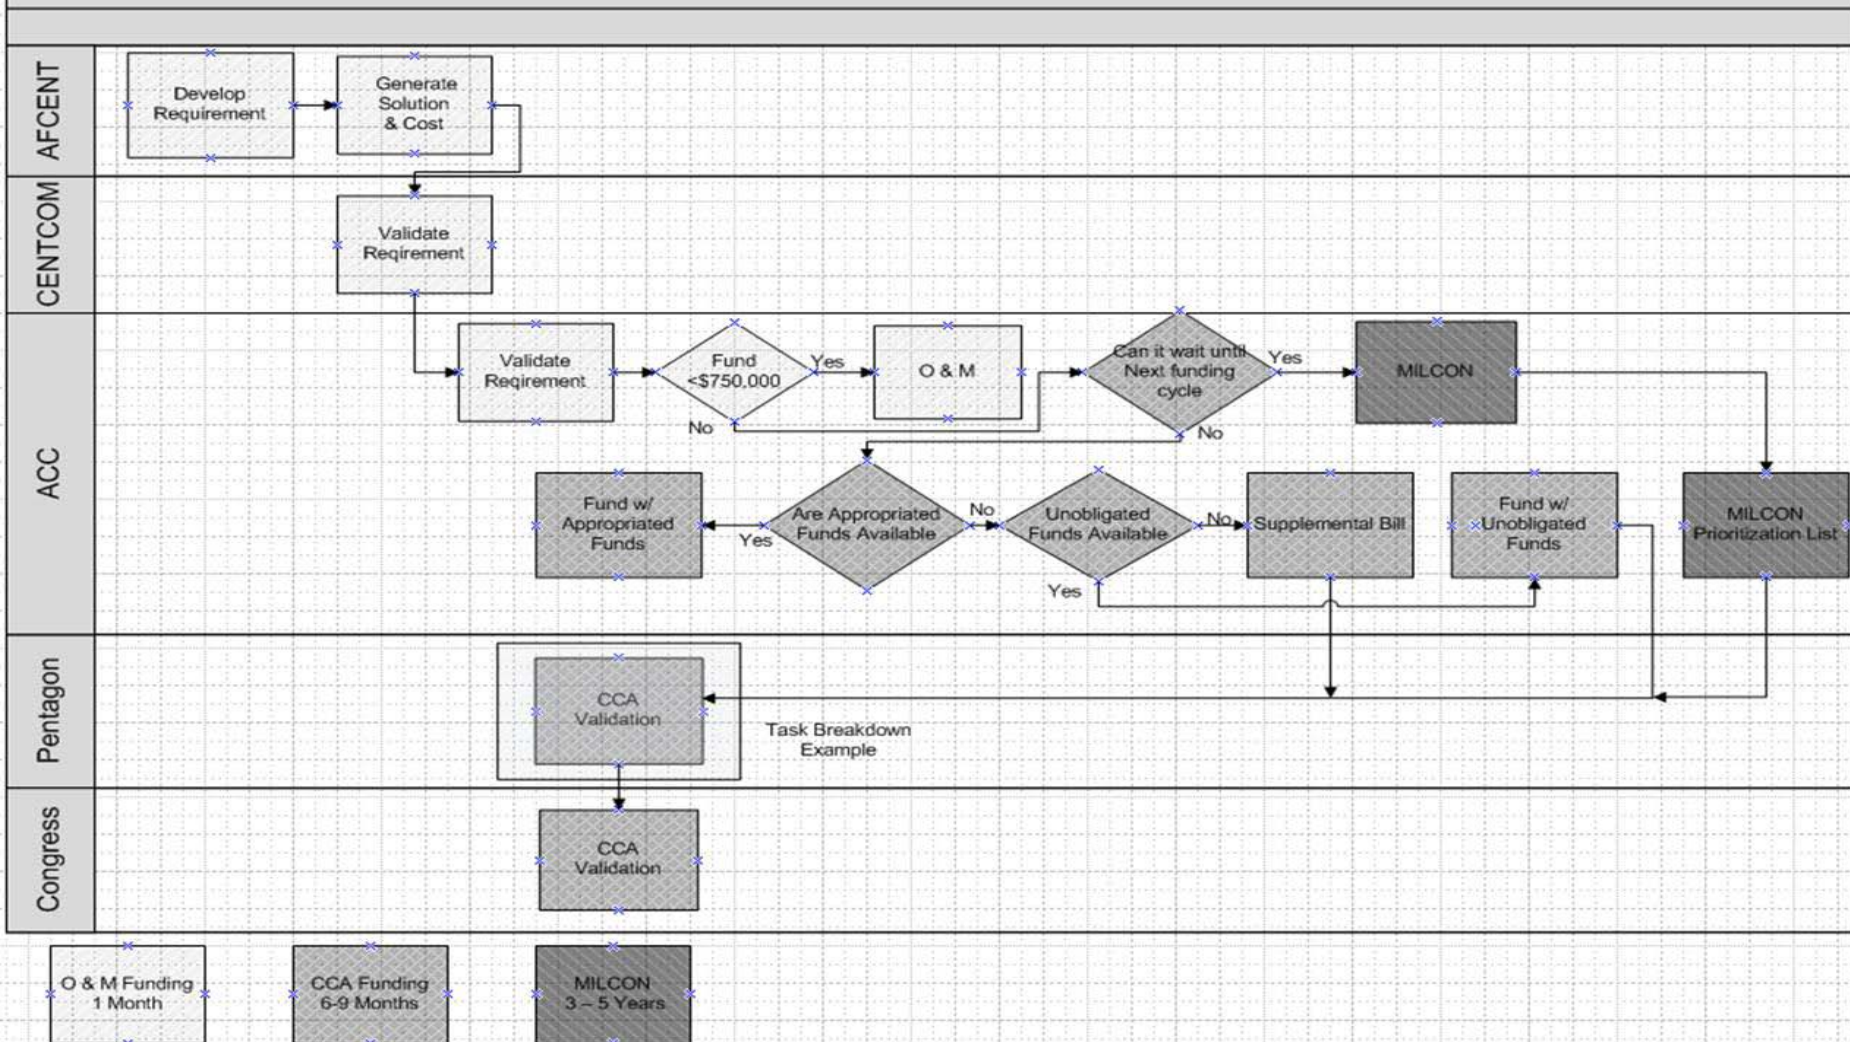 AFCENT
Develop
Requirement
Generate
Solution
& Cost
CENTCOM
Validate
Reqirement
ACC
Validate
Reqirement
Fund
<$750,000
Yes
No
O & M
Can it wait until
Next funding
cycle
Yes
No
MILCON
Fund w/
Appropriated
Funds
Yes
Are Appropriated
Funds Available
No
Unobligated
Funds Available
No
Yes
Supplemental Bill
Fund w/
Unobligated
Funds
MILCON
Prioritization List
Pentagon
CCA
Validation
Task Breakdown
Example
Congress
CCA
Validation
O & M Funding
1 Month
CCA Funding
6-9 Months
MILCON
3 – 5 Years